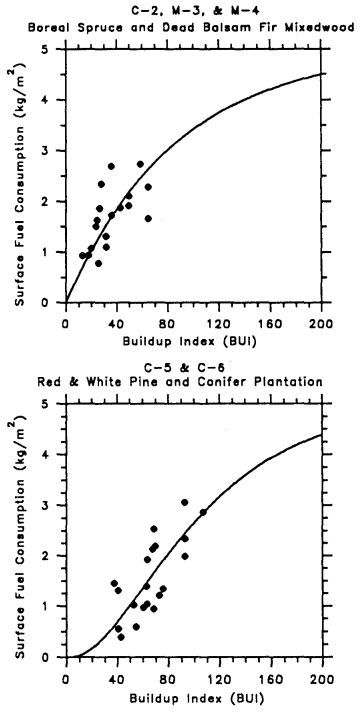 C-2, M-3, & M-4
Boreal Spruce and Dead Balsam Fir Mixedwood
Surface Fuel Consumption (kg/m²)
5
4
3
2
1
0
0 40 80 120 160 200
Buildup Index (BUI)
C-5 & C-6
Red & White Pine and Conifer Plantation
Surface Fuel Consumption (kg/m²)
5
4
3
2
1
0
0 40 80 120 160 200
Buildup Index (BUI)